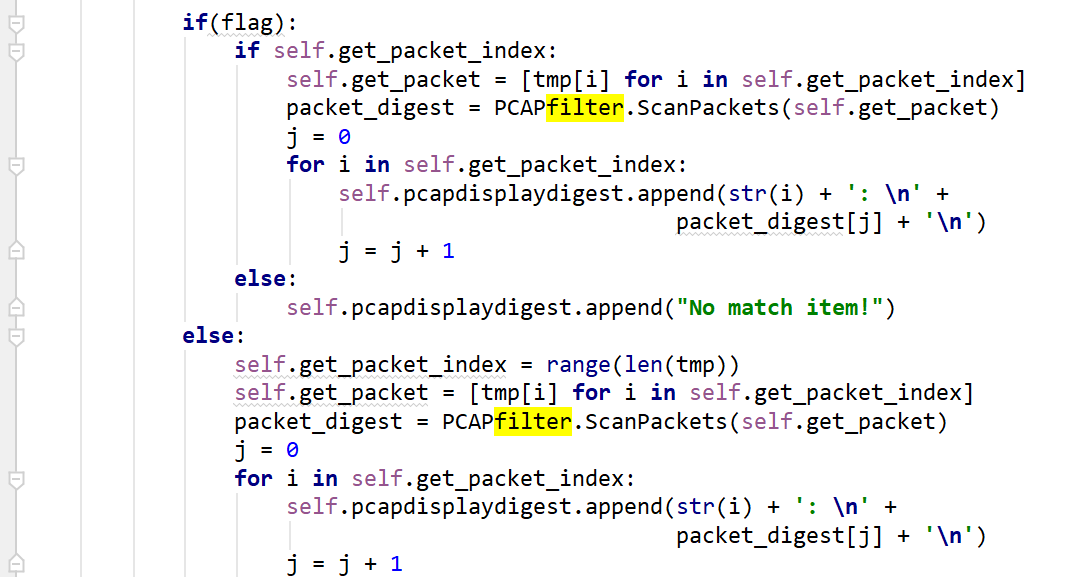 if(flag):
    if self.get_packet_index:
        self.get_packet = [tmp[i] for i in self.get_packet_index]
        packet_digest = PCAPfilter.ScanPackets(self.get_packet)
        j = 0
        for i in self.get_packet_index:
            self.pcapdisplaydigest.append(str(i) + ': \n' +
                                          packet_digest[j] + '\n')
            j = j + 1
    else:
        self.pcapdisplaydigest.append("No match item!")
else:
    self.get_packet_index = range(len(tmp))
    self.get_packet = [tmp[i] for i in self.get_packet_index]
    packet_digest = PCAPfilter.ScanPackets(self.get_packet)
    j = 0
    for i in self.get_packet_index:
        self.pcapdisplaydigest.append(str(i) + ': \n' +
                                      packet_digest[j] + '\n')
        j = j + 1